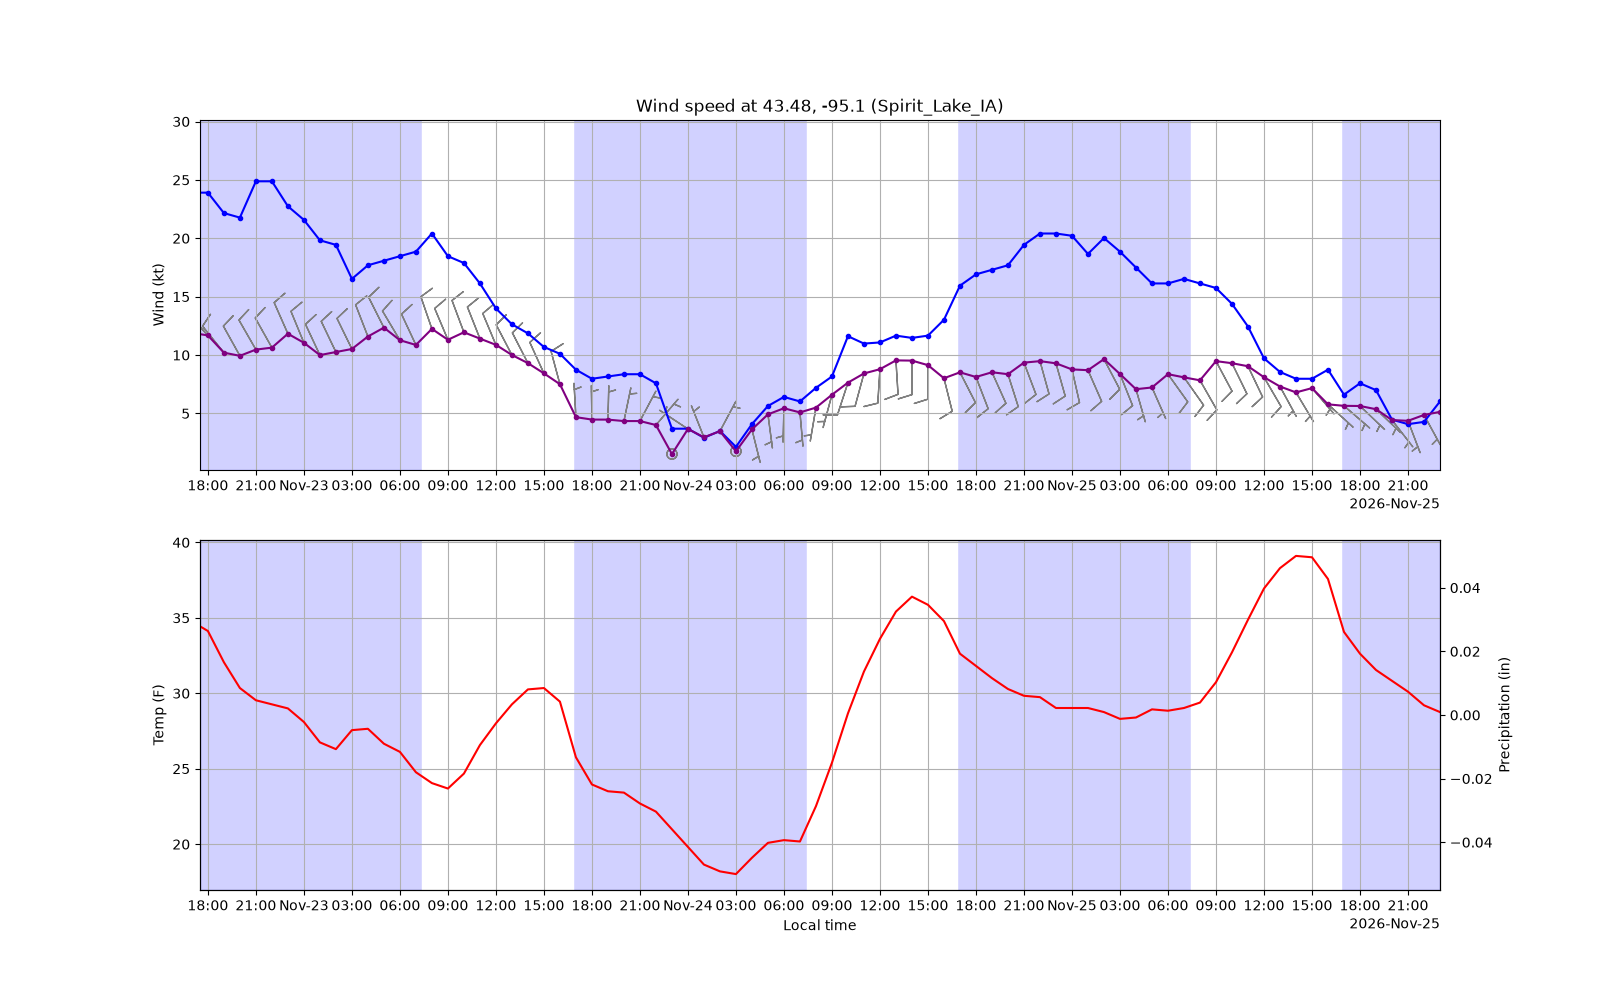 Wind speed at 43.48, -95.1 (Spirit_Lake_IA)
30
25
20
15
10
5
Wind (kt)
18:00 21:00 Nov-23 03:00 06:00 09:00 12:00 15:00 18:00 21:00 Nov-24 03:00 06:00 09:00 12:00 15:00 18:00 21:00 Nov-25 03:00 06:00 09:00 12:00 15:00 18:00 21:00
2026-Nov-25
40
35
30
25
20
Temp (F)
0.04
0.02
0.00
−0.02
−0.04
Precipitation (in)
18:00 21:00 Nov-23 03:00 06:00 09:00 12:00 15:00 18:00 21:00 Nov-24 03:00 06:00 09:00 12:00 15:00 18:00 21:00 Nov-25 03:00 06:00 09:00 12:00 15:00 18:00 21:00
Local time
2026-Nov-25